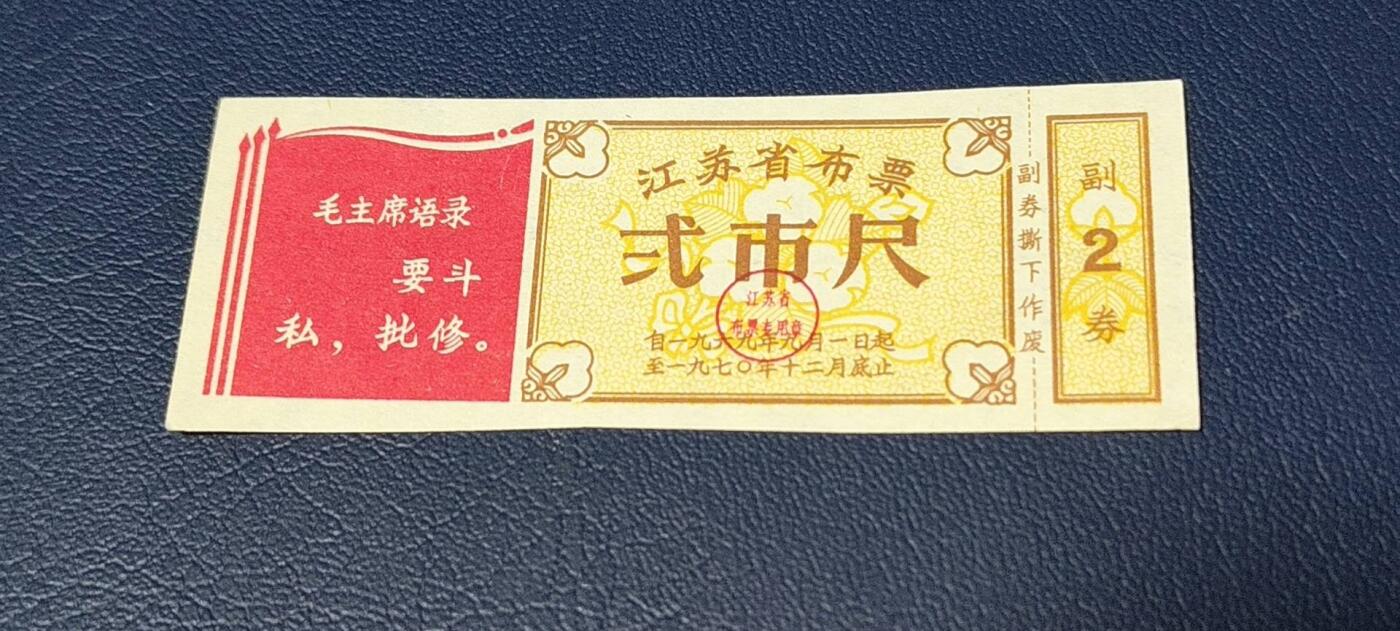 毛主席语录
要斗
私，批修。
江苏省布票
弍市尺
江苏省
布票专用章
自一九六九年九月一日起
至一九七〇年十二月底止
副券撕下作废
副
2
券